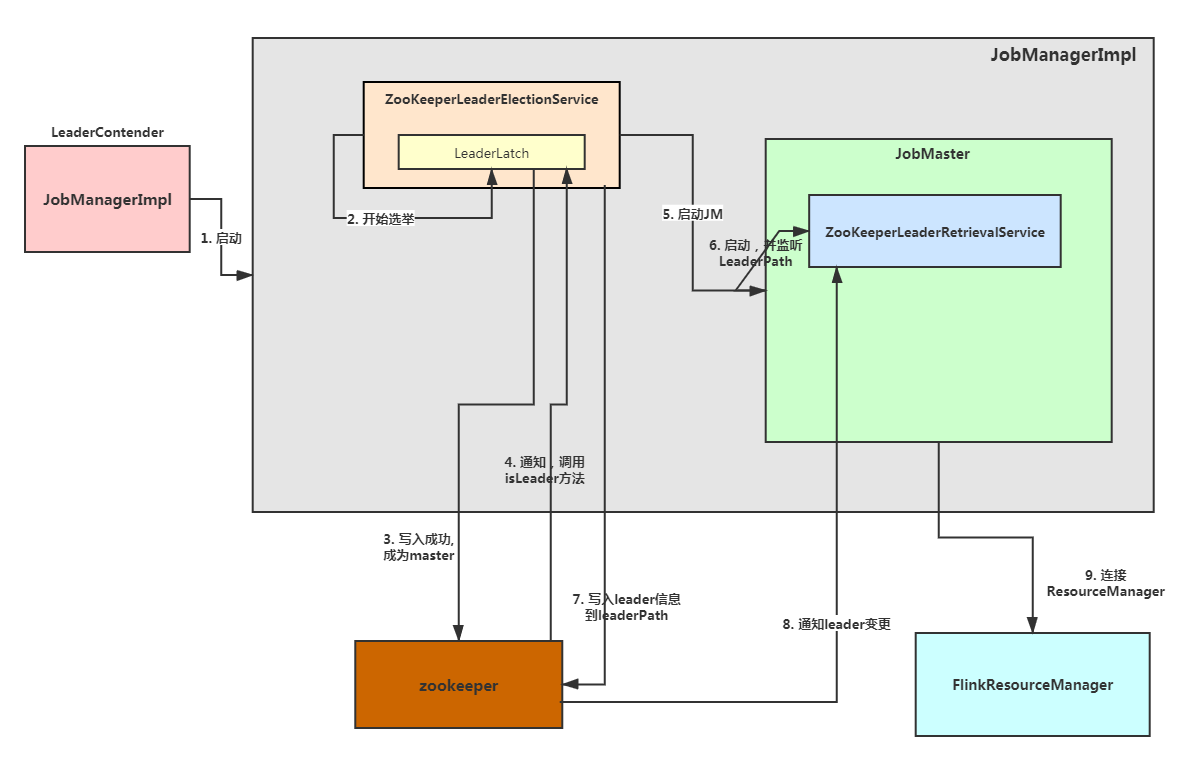 JobManagerImpl
ZooKeeperLeaderElectionService
LeaderLatch
LeaderContender
JobManagerImpl
1. 启动
2. 开始选举
JobMaster
5. 启动JM
ZooKeeperLeaderRetrievalService
6. 启动，并监听
LeaderPath
4. 通知，调用
isLeader方法
3. 写入成功,
成为master
7. 写入leader信息
到leaderPath
8. 通知leader变更
9. 连接
ResourceManager
zookeeper
FlinkResourceManager